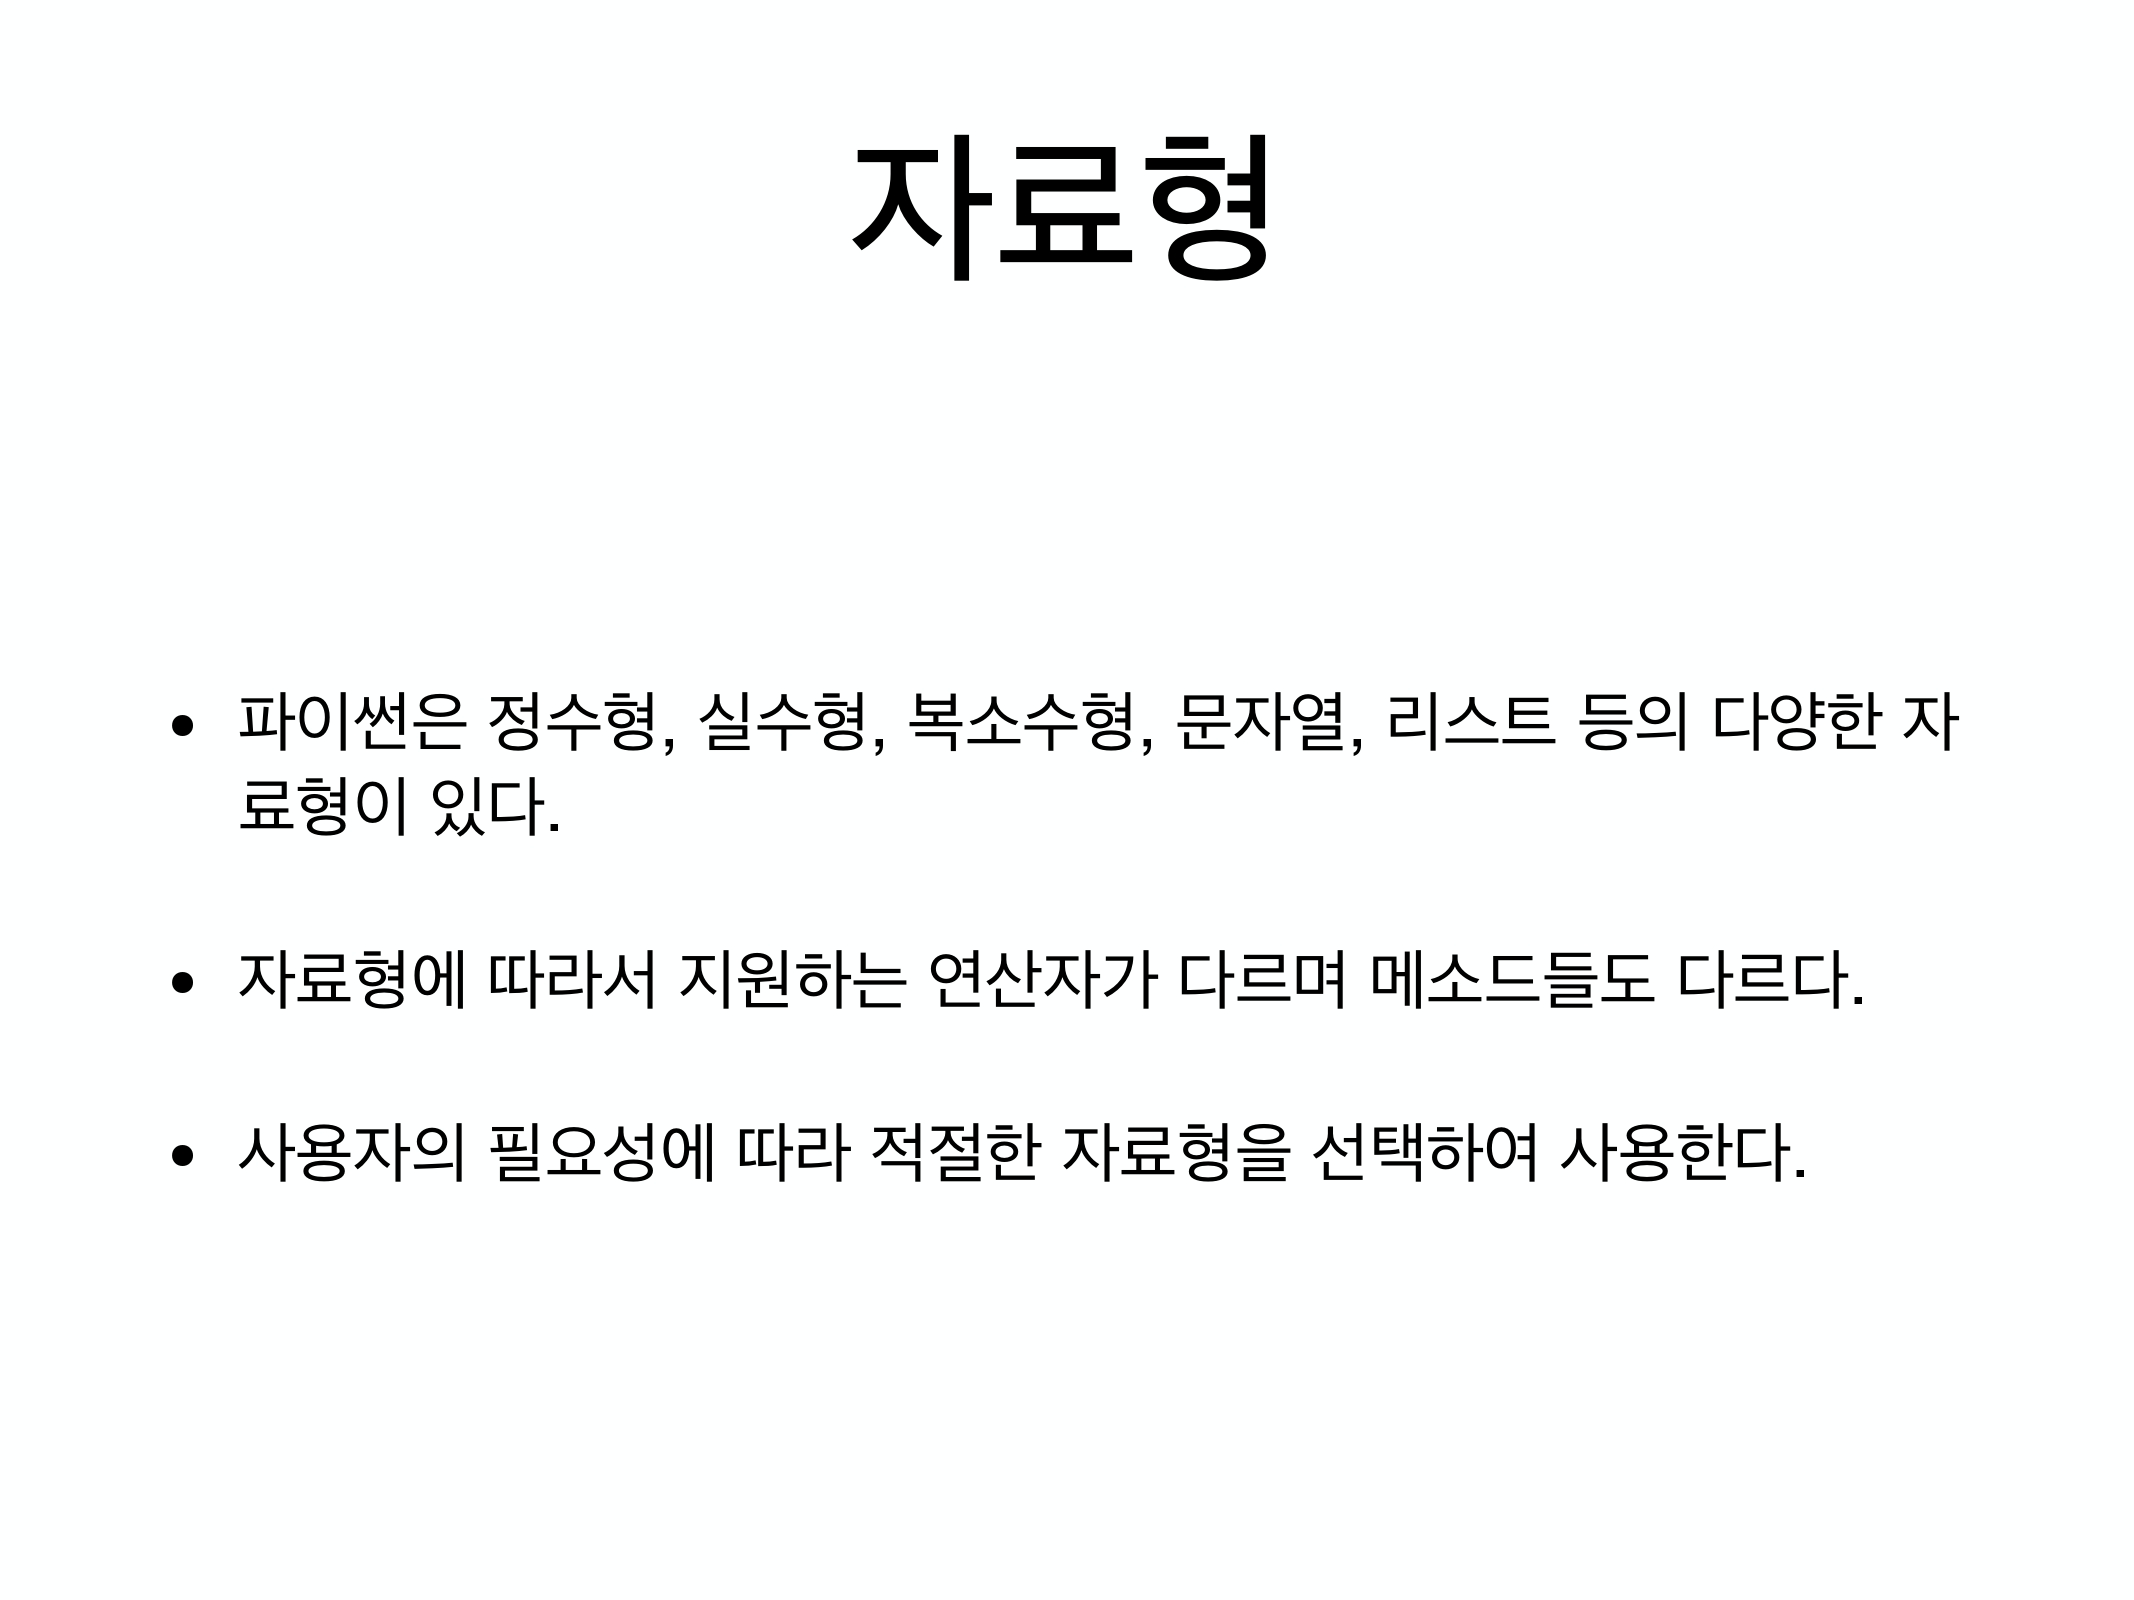 자료형
• 파이썬은 정수형, 실수형, 복소수형, 문자열, 리스트 등의 다양한 자
료형이 있다.
• 자료형에 따라서 지원하는 연산자가 다르며 메소드들도 다르다.
• 사용자의 필요성에 따라 적절한 자료형을 선택하여 사용한다.